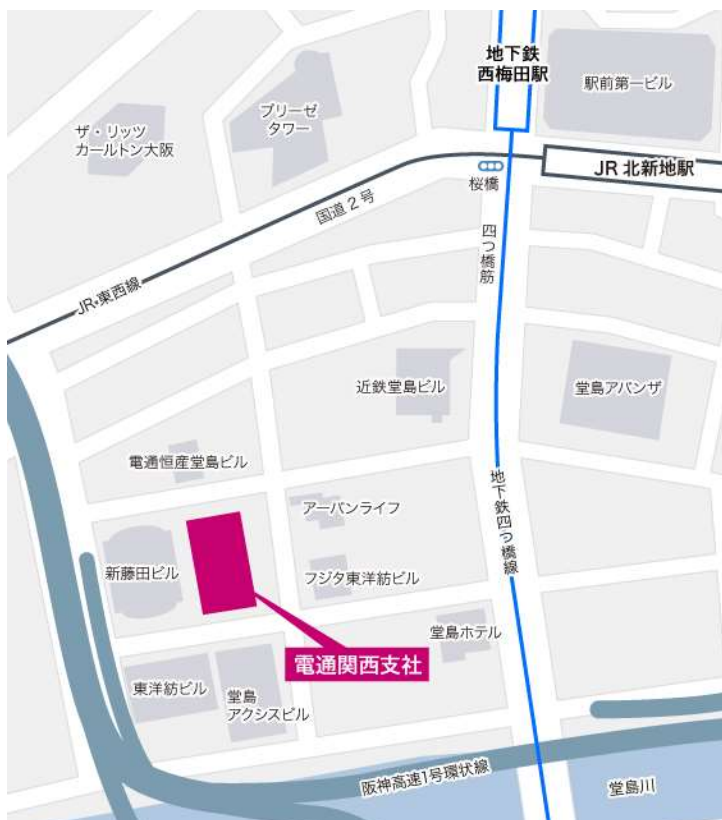 地下鉄
西梅田駅
駅前第一ビル
ブリーゼ
タワー
ザ・リッツ
カールトン大阪
JR 北新地駅
桜橋
国道2号
四つ橋筋
JR・東西線
近鉄堂島ビル
堂島アバンザ
電通恒産堂島ビル
地下鉄四つ橋線
アーバンライフ
新藤田ビル
フジタ東洋紡ビル
堂島ホテル
電通関西支社
東洋紡ビル
堂島
アクシスビル
阪神高速1号環状線
堂島川